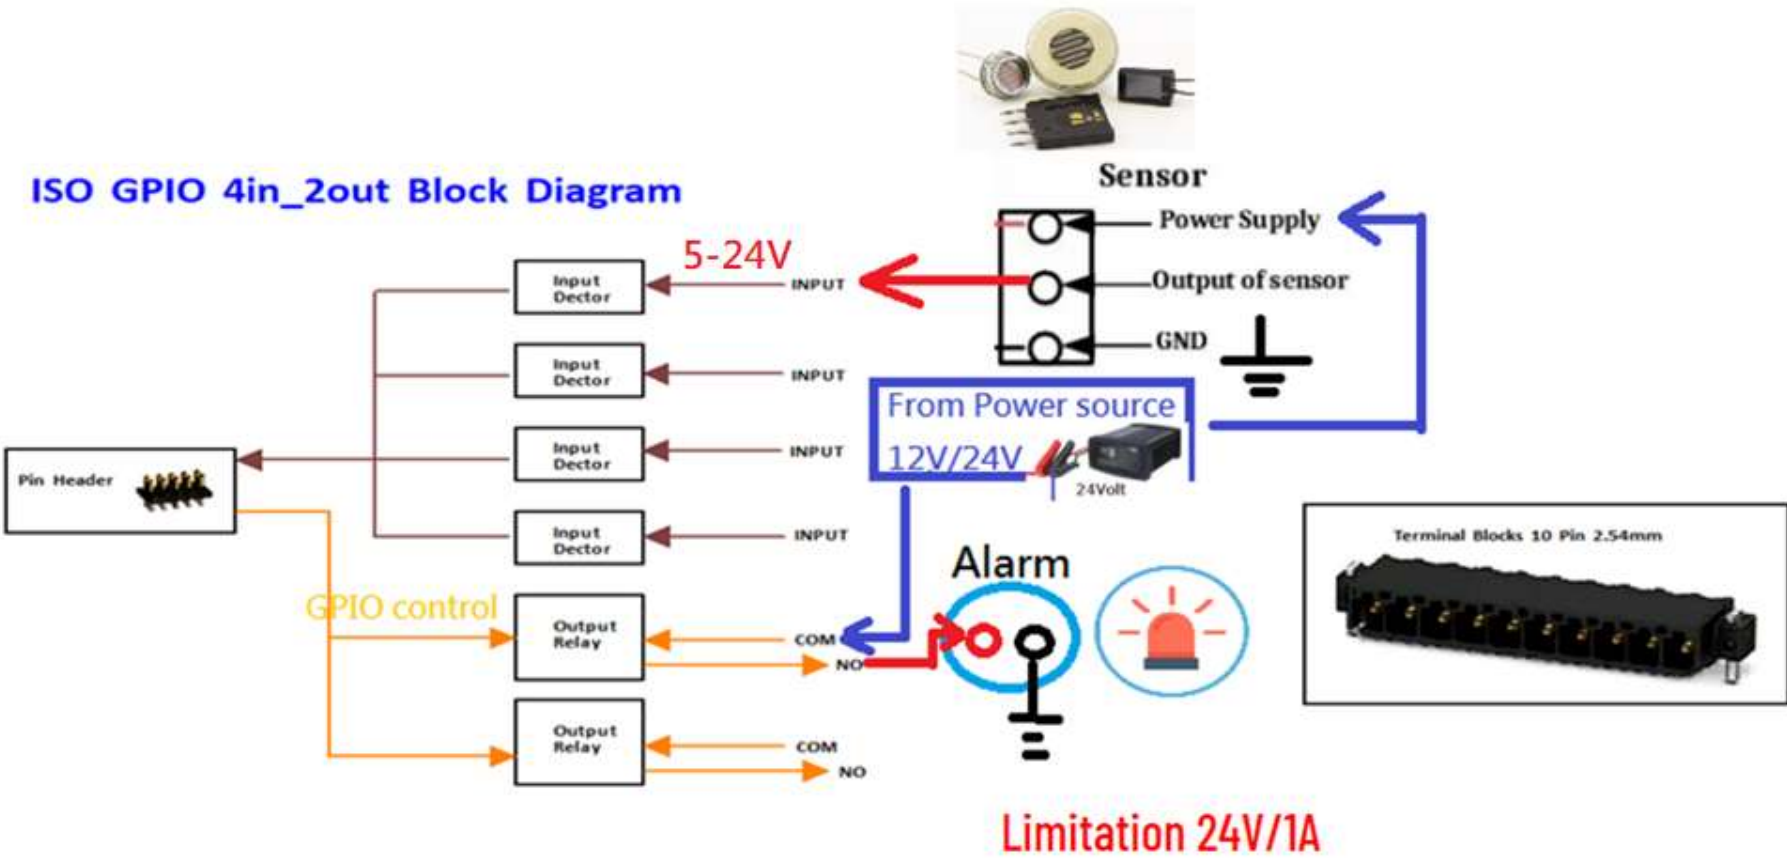 Sensor
ISO GPIO 4in_2out Block Diagram
Power Supply
5-24V
Input
Dector
INPUT
Output of sensor
GND
Input
Dector
INPUT
From Power source
12V/24V
24Volt
Input
Dector
INPUT
Pin Header
Input
Dector
INPUT
Terminal Blocks 10 Pin 2.54mm
Alarm
GPIO control
Output
Relay
COM
NO
Output
Relay
COM
NO
Limitation 24V/1A